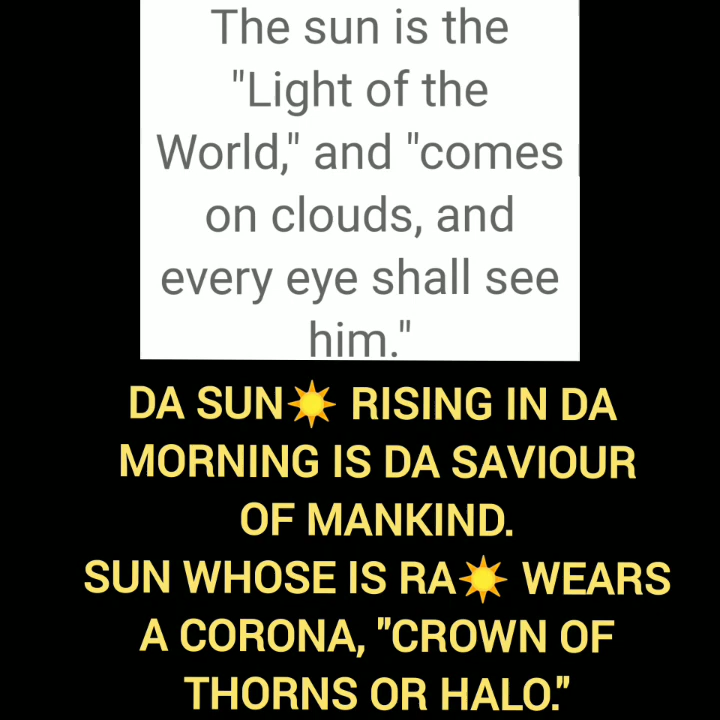 The sun is the
"Light of the
World," and "comes
on clouds, and
every eye shall see
him."
DA SUN☀️ RISING IN DA
MORNING IS DA SAVIOUR
OF MANKIND.
SUN WHOSE IS RA☀️ WEARS
A CORONA, "CROWN OF
THORNS OR HALO."